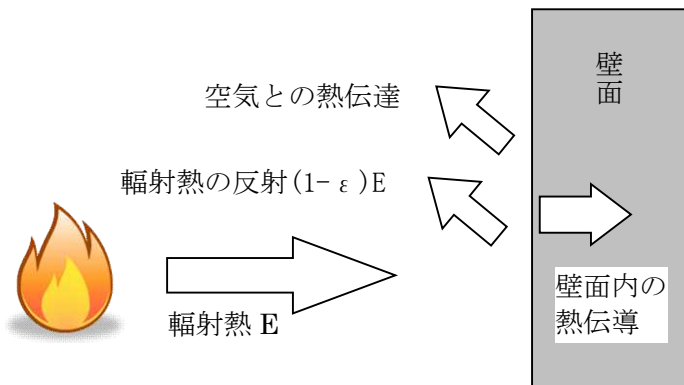 壁面
空気との熱伝達
輻射熱の反射(1-ε)E
輻射熱 E
壁面内の
熱伝導